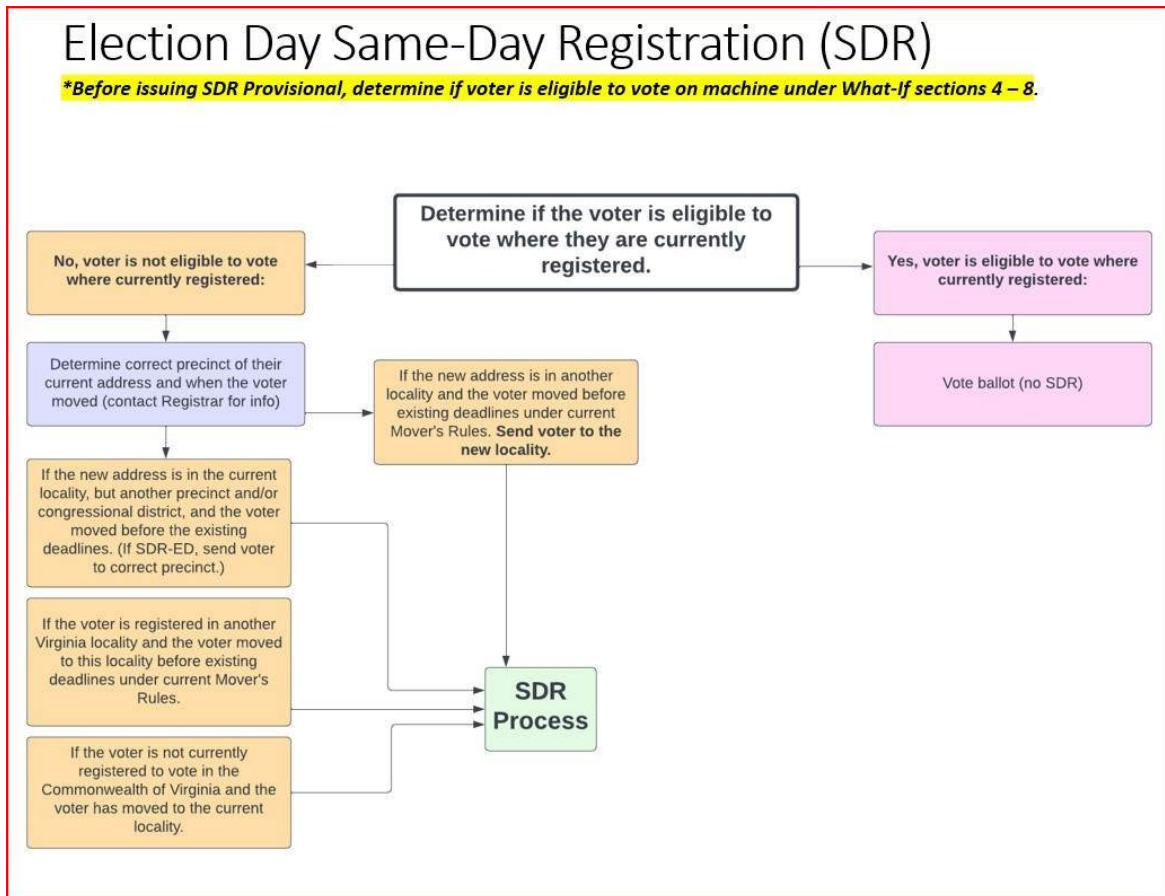 Election Day Same-Day Registration (SDR)
*Before issuing SDR Provisional, determine if voter is eligible to vote on machine under What-If sections 4 – 8.
Determine if the voter is eligible to
vote where they are currently
registered.
No, voter is not eligible to vote
where currently registered:
Yes, voter is eligible to vote where
currently registered:
Determine correct precinct of their
current address and when the voter
moved (contact Registrar for info)
If the new address is in another
locality and the voter moved before
existing deadlines under current
Mover's Rules. Send voter to the
new locality.
Vote ballot (no SDR)
If the new address is in the current
locality, but another precinct and/or
congressional district, and the voter
moved before the existing
deadlines. (If SDR-ED, send voter
to correct precinct.)
If the voter is registered in another
Virginia locality and the voter moved
to this locality before existing
deadlines under current Mover's
Rules.
SDR
Process
If the voter is not currently
registered to vote in the
Commonwealth of Virginia and the
voter has moved to the current
locality.